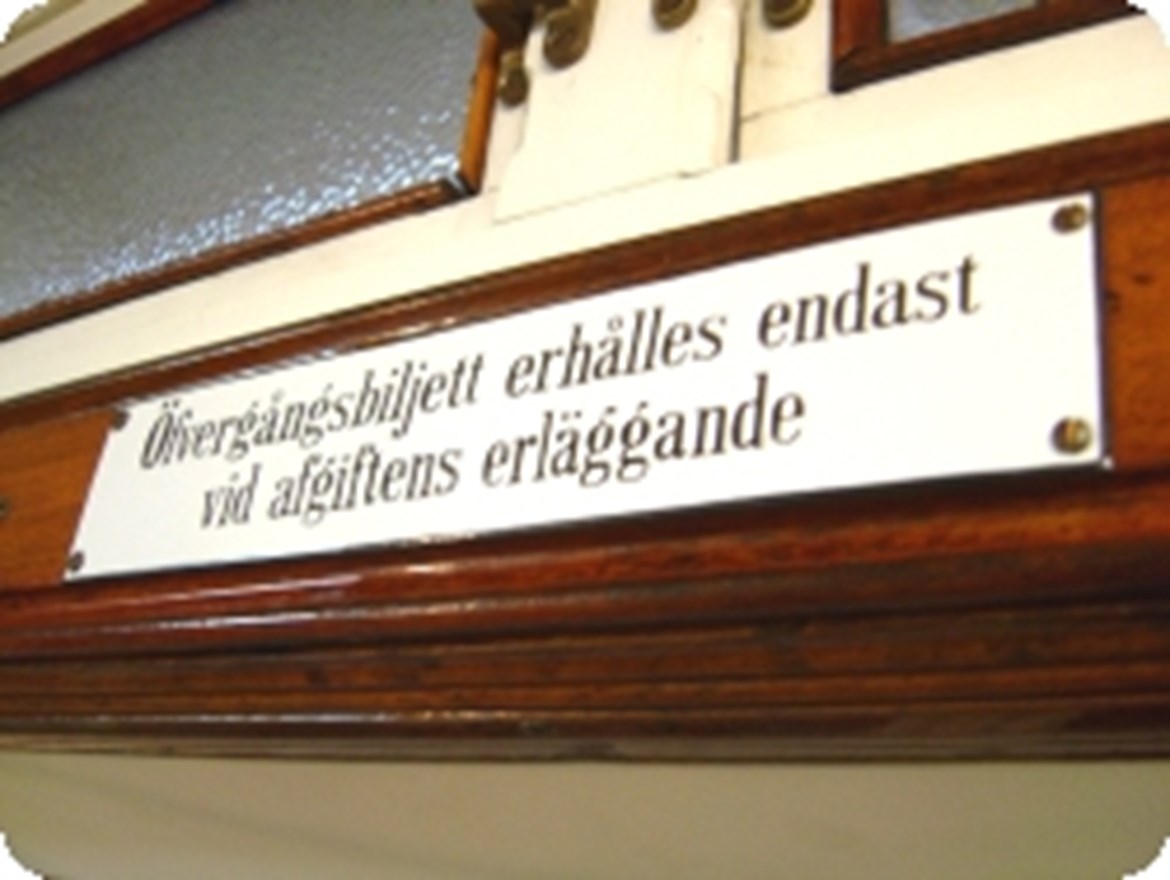 Öfvergångsbiljett erhålles endast
vid afgiftens erläggande